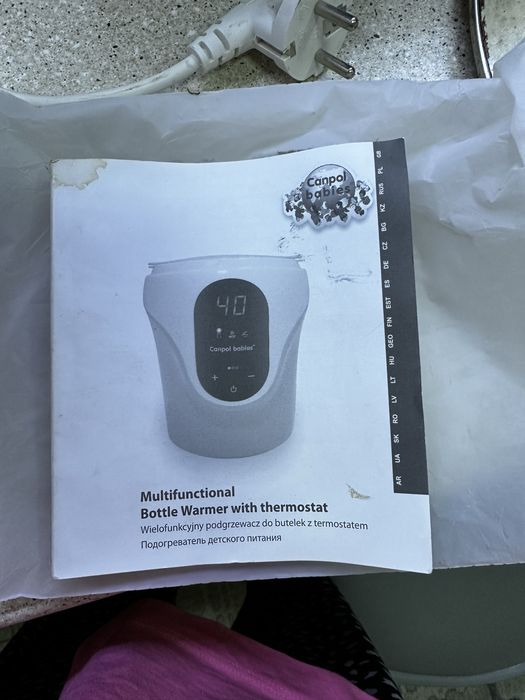 Canpol
babies
40
Canpol babies
+ −
Multifunctional
Bottle Warmer with thermostat
Wielofunkcyjny podgrzewacz do butelek z termostatem
Подогреватель детского питания
AR UA SK RO LV LT HU GEO FIN EST ES DE CZ BG KZ RUS PL GB